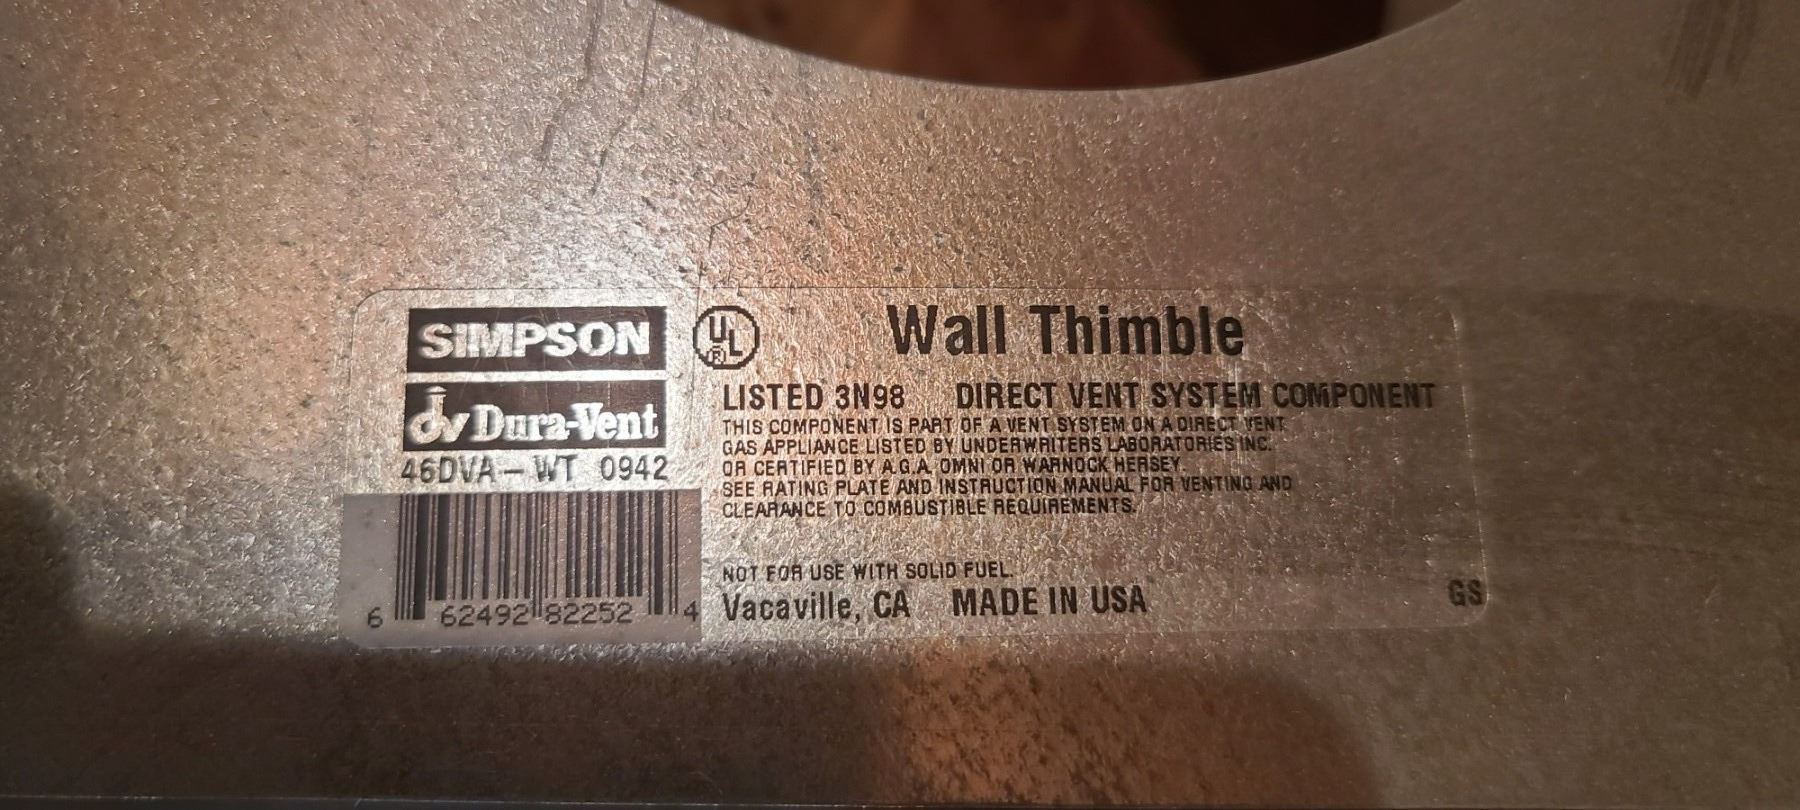 SIMPSON
dv Dura-Vent
46DVA-WT 0942
6 62492 82252 4
UL
Wall Thimble
LISTED 3N98 DIRECT VENT SYSTEM COMPONENT
THIS COMPONENT IS PART OF A VENT SYSTEM ON A DIRECT VENT
GAS APPLIANCE LISTED BY UNDERWRITERS LABORATORIES INC.
OR CERTIFIED BY A.G.A. OMNI OR WARNOCK HERSEY.
SEE RATING PLATE AND INSTRUCTION MANUAL FOR VENTING AND
CLEARANCE TO COMBUSTIBLE REQUIREMENTS.
NOT FOR USE WITH SOLID FUEL.
Vacaville, CA MADE IN USA
GS